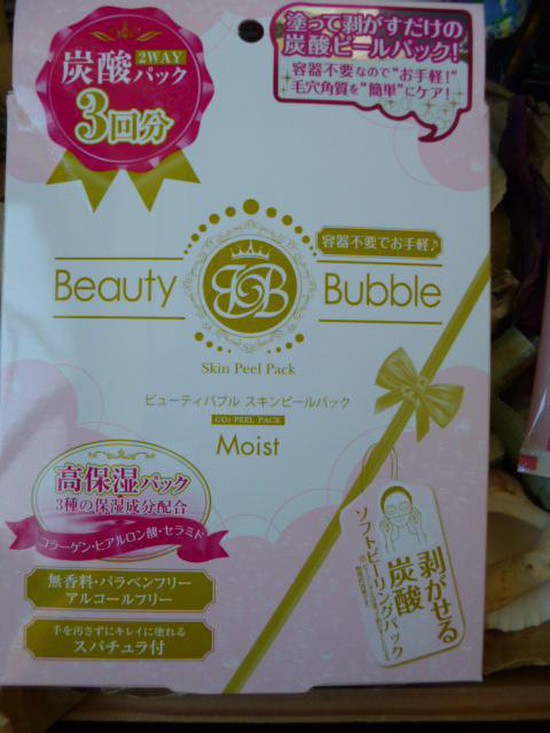 炭酸
2WAY
パック
3回分
塗って剥がすだけの
炭酸ピールパック!
容器不要なので"お手軽!"
毛穴角質を"簡単"にケア!
容器不要でお手軽♪
Beauty
Bubble
Skin Peel Pack
ビューティバブル スキンピールパック
CO2 PEEL PACK
Moist
高保湿パック
3種の保湿成分配合
コラーゲン・ヒアルロン酸・セラミド
無香料・パラベンフリー
アルコールフリー
手を汚さずにキレイに塗れる
スパチュラ付
剥がせる
炭酸
ソフトピーリングパック